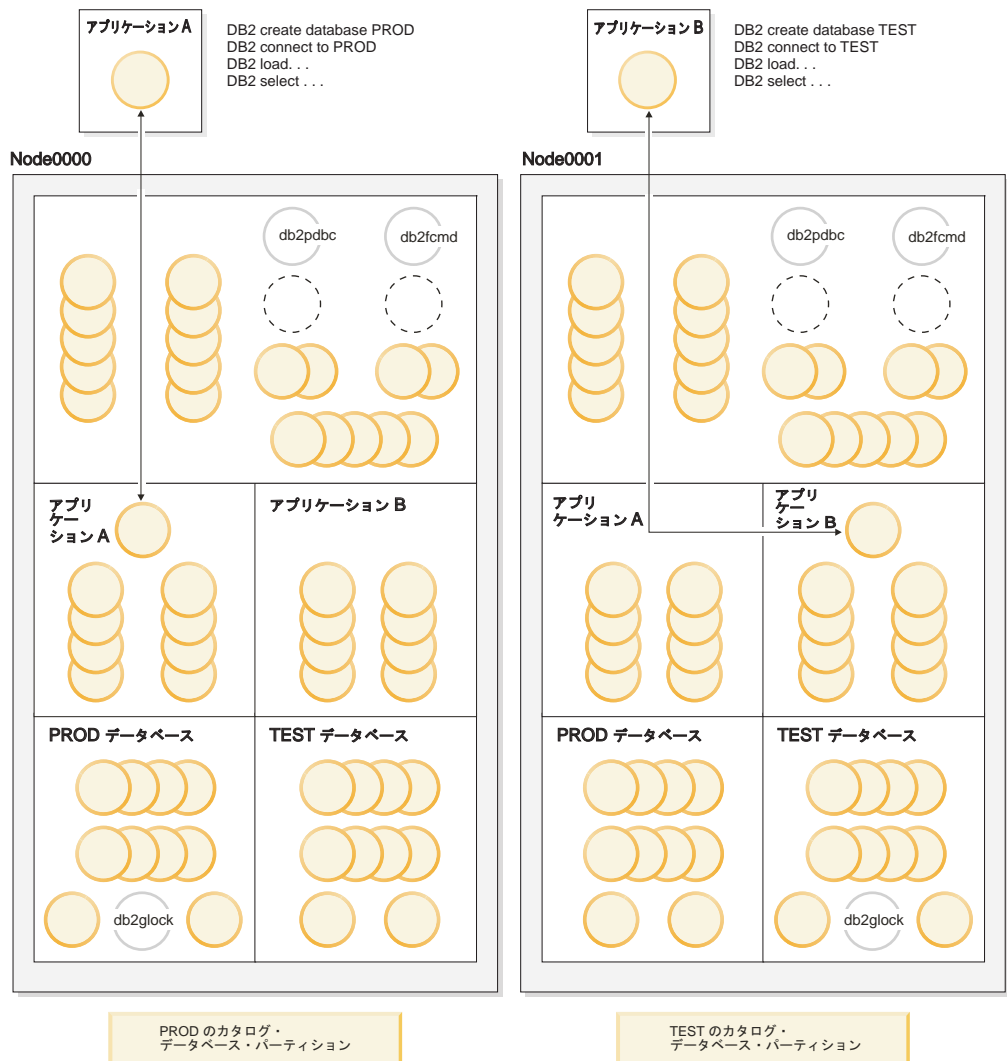 アプリケーション A
DB2 create database PROD
DB2 connect to PROD
DB2 load. . .
DB2 select . . .
アプリケーション B
DB2 create database TEST
DB2 connect to TEST
DB2 load. . .
DB2 select . . .
Node0000
db2pdbc
db2fcmd
アプリ
ケー
ション A
アプリケーション B
PROD データベース
TEST データベース
db2glock
PROD のカタログ・
データベース・パーティション
Node0001
db2pdbc
db2fcmd
アプリ
ケーション A
アプリ
ケー
ション B
PROD データベース
TEST データベース
db2glock
TEST のカタログ・
データベース・パーティション